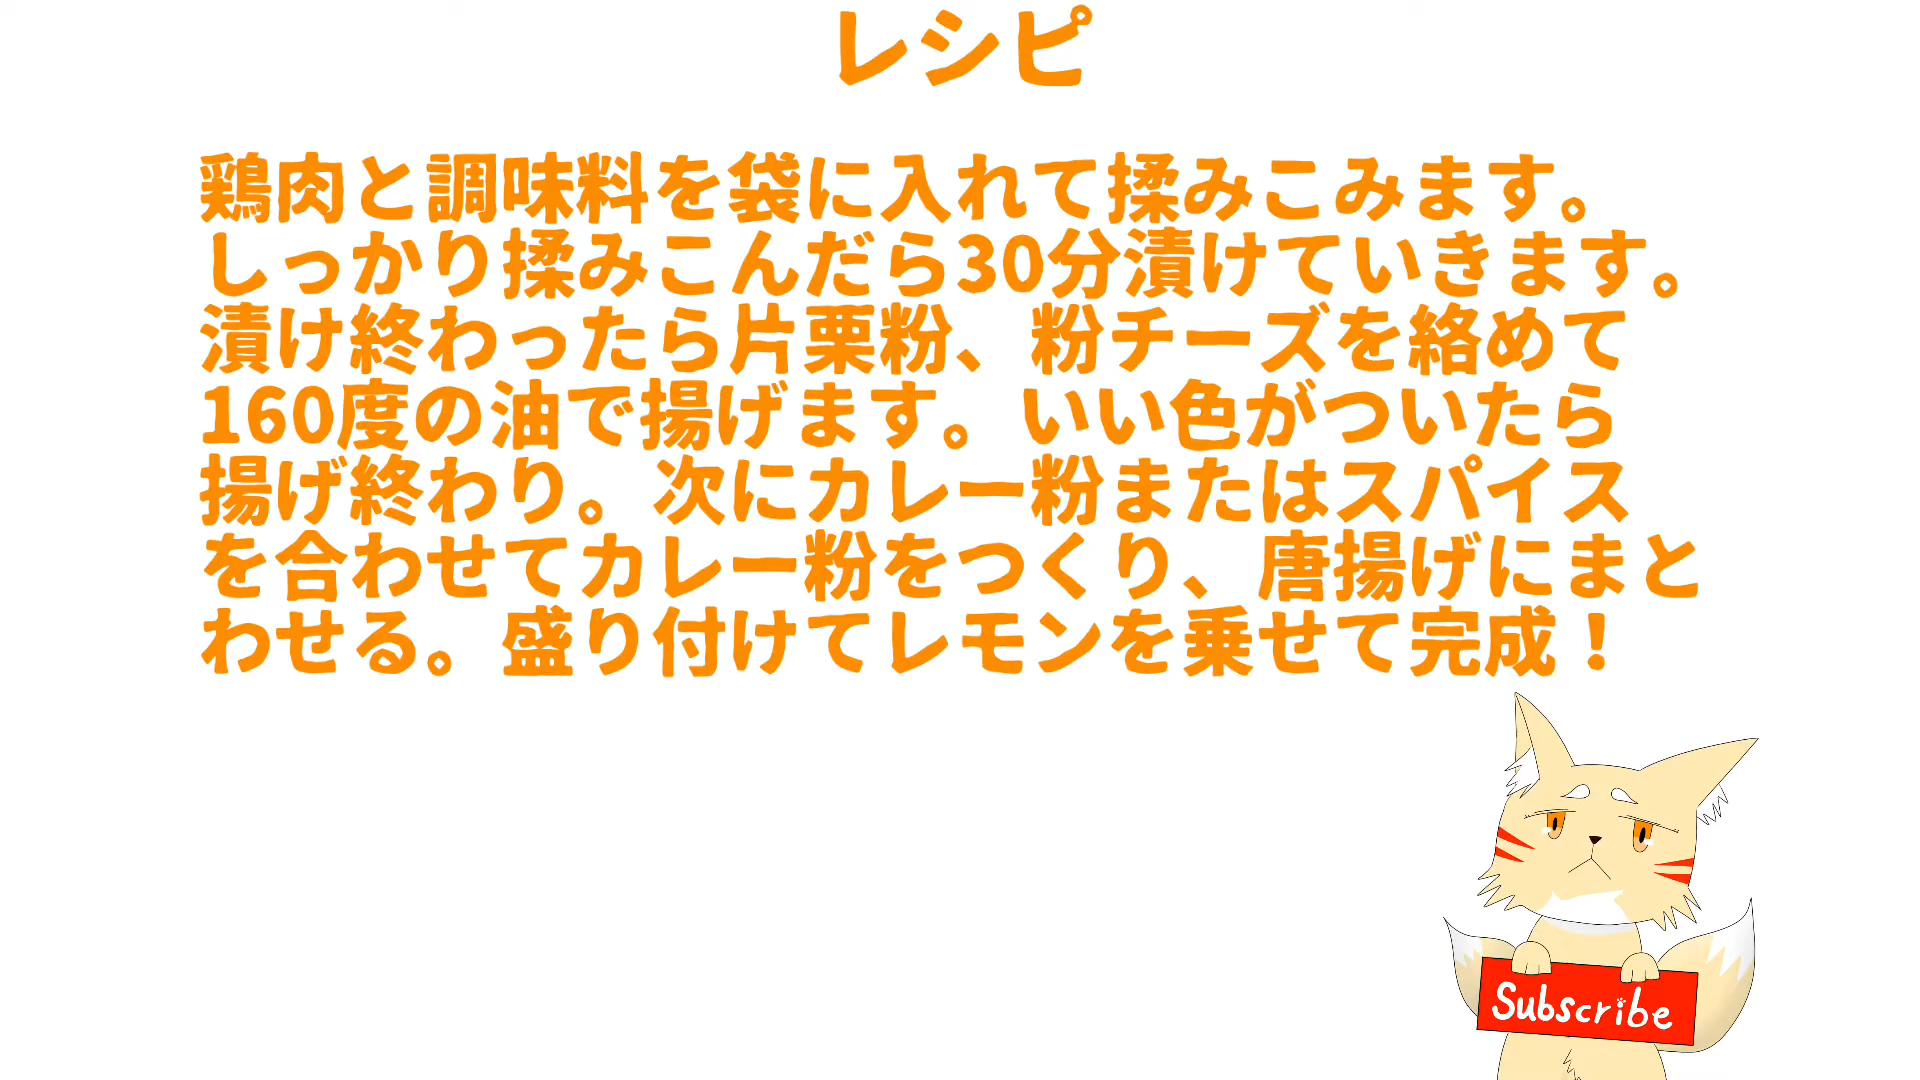 レシピ
鶏肉と調味料を袋に入れて揉みこみます。
しっかり揉みこんだら30分漬けていきます。
漬け終わったら片栗粉、粉チーズを絡めて
160度の油で揚げます。いい色がついたら
揚げ終わり。次にカレー粉またはスパイス
を合わせてカレー粉をつくり、唐揚げにまと
わせる。盛り付けてレモンを乗せて完成！
Subscribe